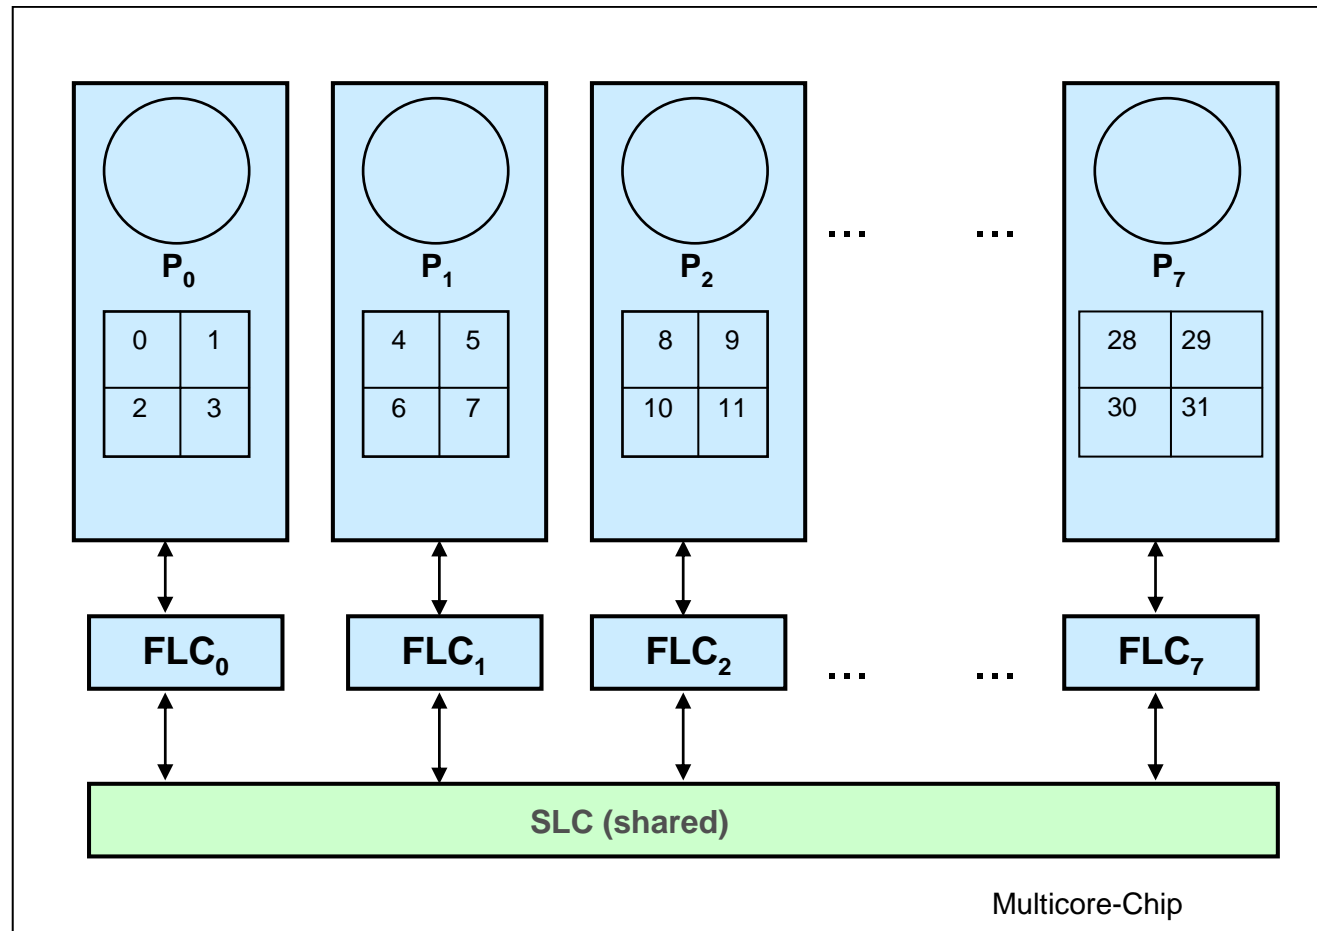 ... ...
P0 P1 P2 P7
0 1 4 5 8 9 28 29
2 3 6 7 10 11 30 31
FLC0 FLC1 FLC2 ... ... FLC7
SLC (shared)
Multicore-Chip